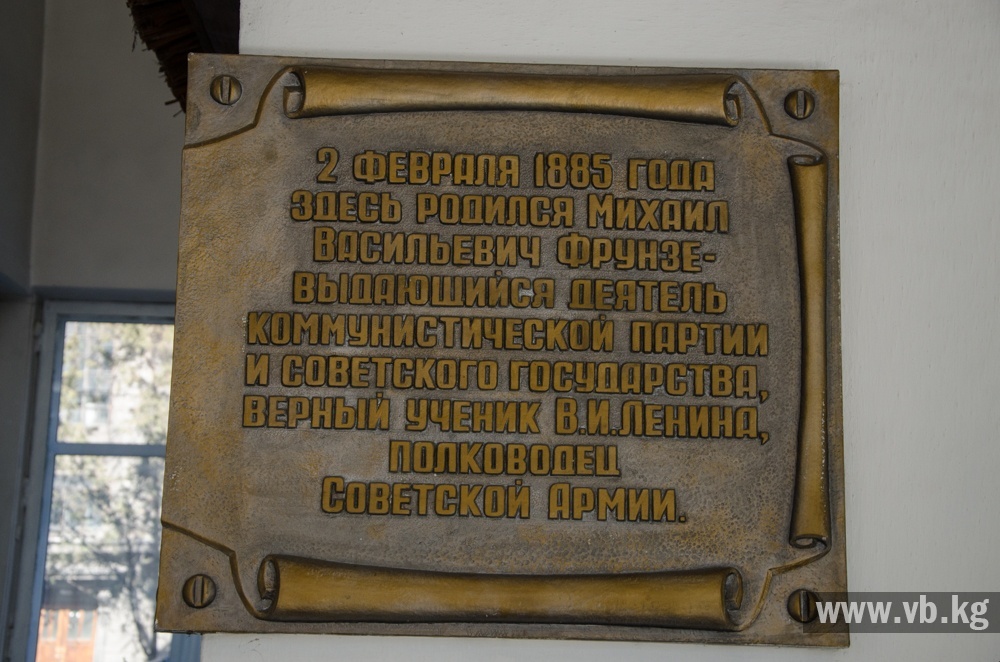 2 ФЕВРАЛЯ 1885 ГОДА
ЗДЕСЬ РОДИЛСЯ МИХАИЛ
ВАСИЛЬЕВИЧ ФРУНЗЕ-
ВЫДАЮЩИЙСЯ ДЕЯТЕЛЬ
КОММУНИСТИЧЕСКОЙ ПАРТИИ
И СОВЕТСКОГО ГОСУДАРСТВА,
ВЕРНЫЙ УЧЕНИК В.И.ЛЕНИНА,
ПОЛКОВОДЕЦ
СОВЕТСКОЙ АРМИИ.
www.vb.kg